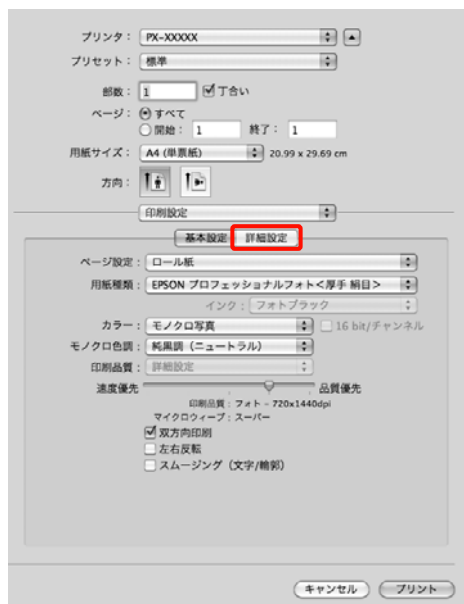 プリンタ： PX-XXXXX
プリセット： 標準
部数： 1 丁合い
ページ： すべて
開始： 1 終了： 1
用紙サイズ： A4 (単票紙) 20.99 x 29.69 cm
方向：
印刷設定
基本設定 詳細設定
ページ設定： ロール紙
用紙種類： EPSON プロフェッショナルフォト<厚手 絹目>
インク： フォトブラック
カラー： モノクロ写真 16 bit/チャンネル
モノクロ色調： 純黒調（ニュートラル）
印刷品質： 詳細設定
速度優先 品質優先
印刷品質： フォト - 720x1440dpi
マイクロウィーブ： スーパー
双方向印刷
左右反転
スムージング（文字/輪郭）
キャンセル プリント